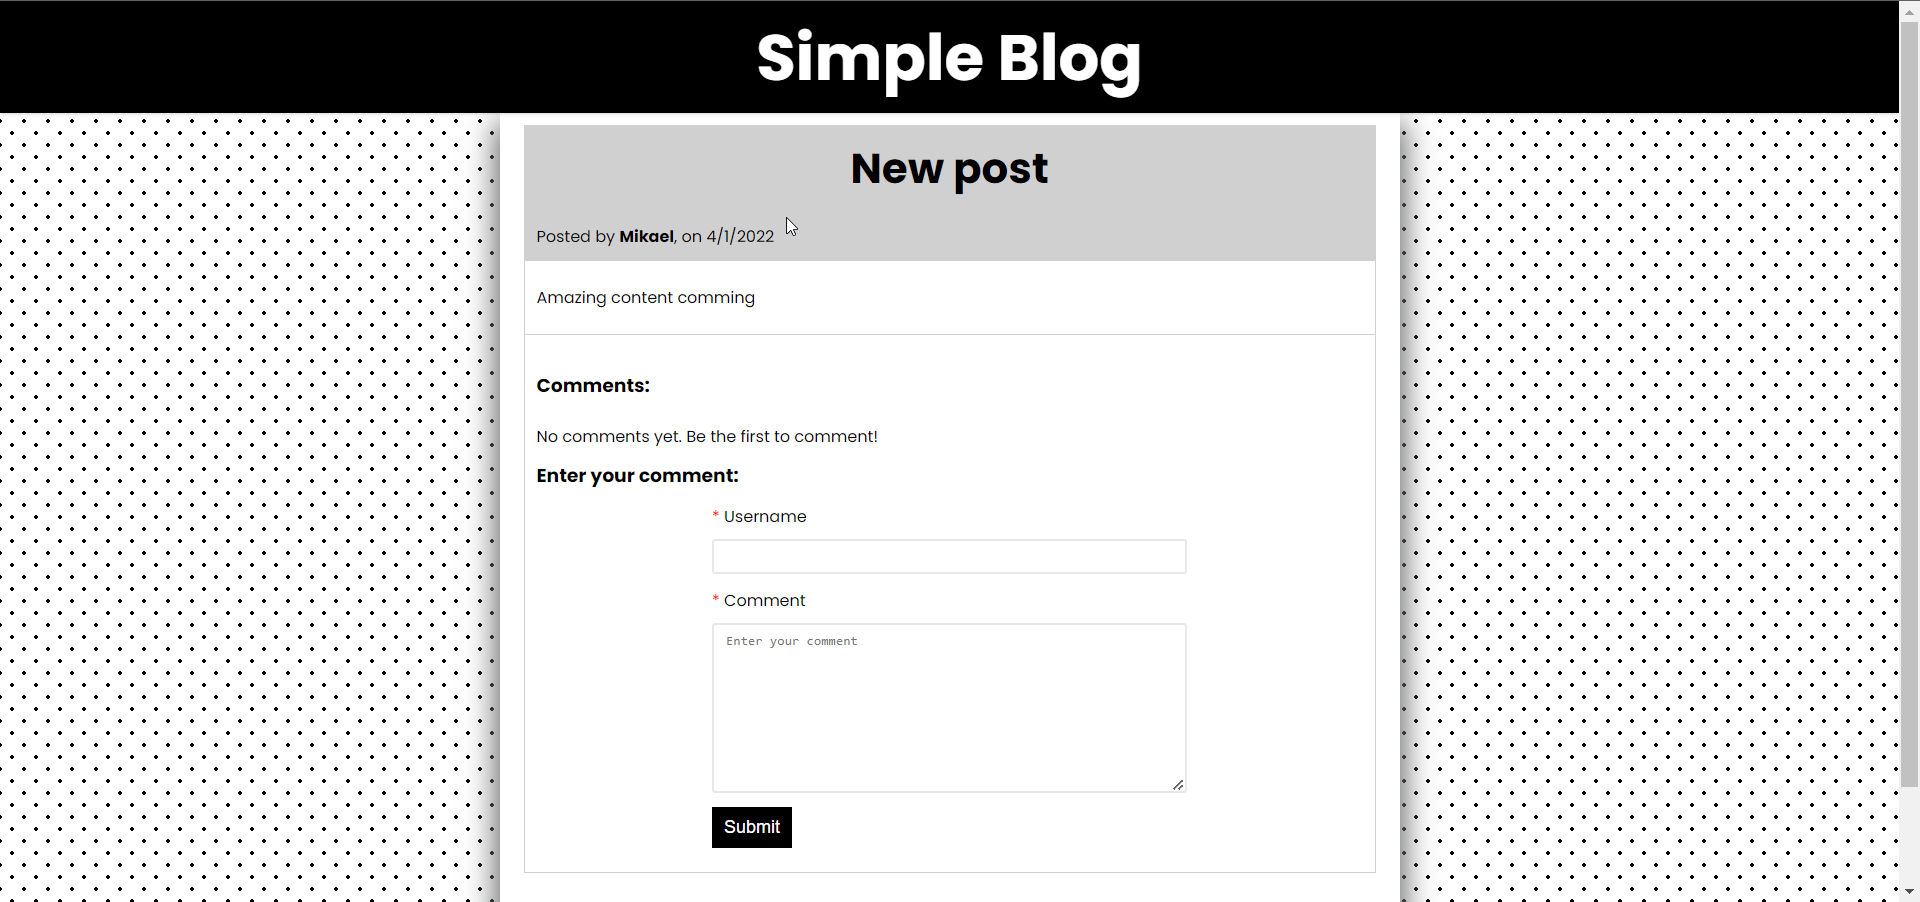 Simple Blog
New post
Posted by Mikael, on 4/1/2022
Amazing content comming
Comments:
No comments yet. Be the first to comment!
Enter your comment:
* Username
* Comment
Enter your comment
Submit